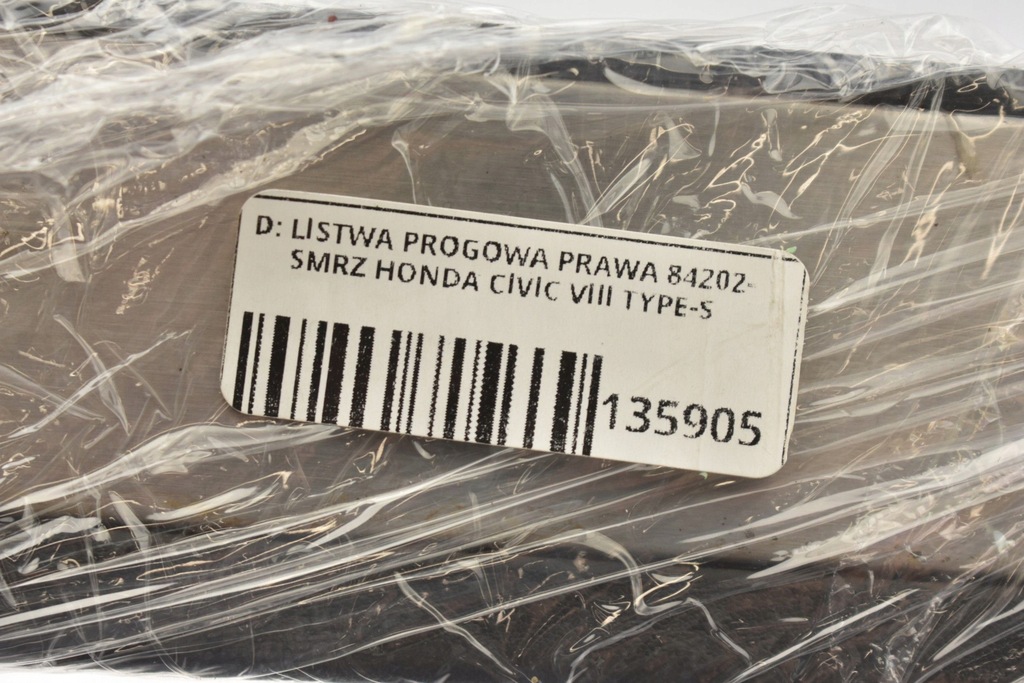 D: LISTWA PROGOWA PRAWA 84202-
SMRZ HONDA CIVIC VIII TYPE-S
135905